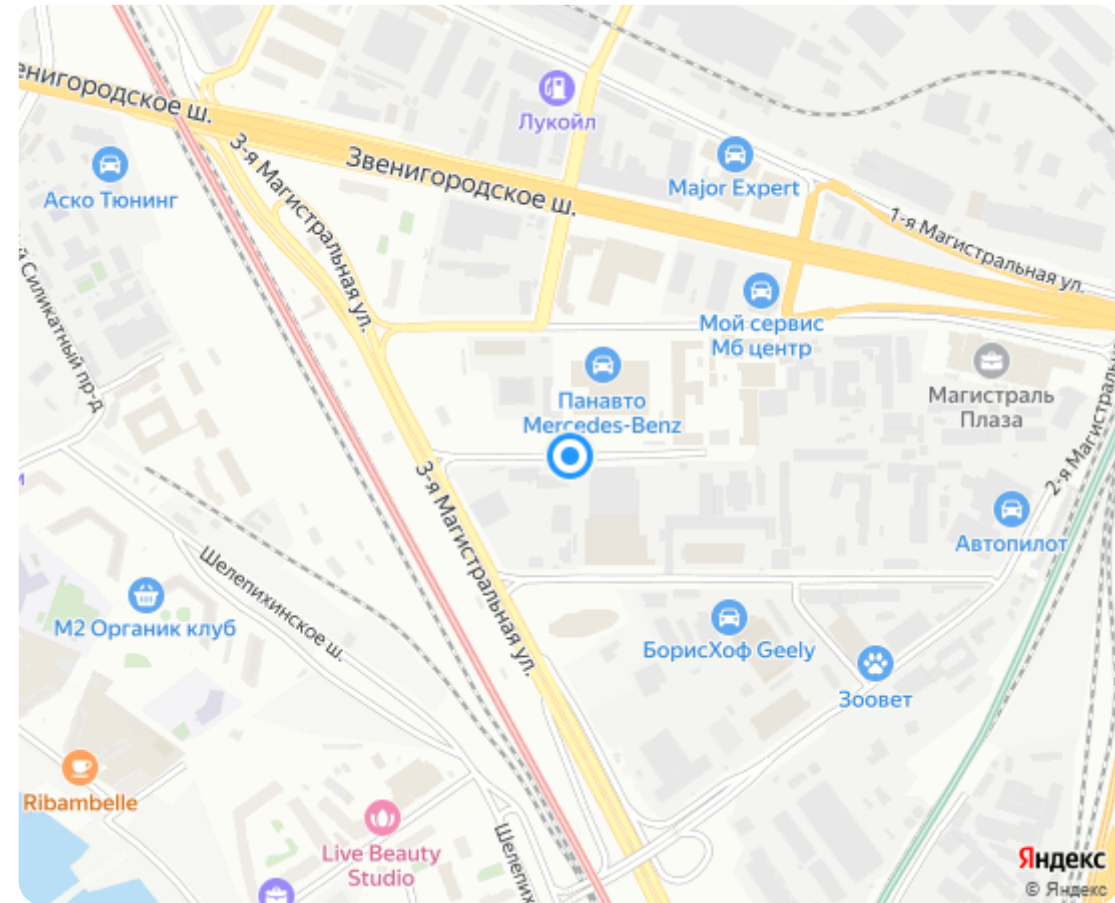 енигородское ш.
Лукойл
3-я Магистральная ул.
Звенигородское ш.
Major Expert
Аско Тюнинг
1-я Магистральная ул.
й Силикатный пр-д
Мой сервис
Мб центр
Панавто
Mercedes-Benz
Магистраль
Плаза
2-я Магистральн
3-я Магистральная ул.
Автопилот
и
Шелепихинское ш.
М2 Органик клуб
БорисХоф Geely
Зоовет
Ribambelle
Live Beauty
Studio
Шелепих
Яндекс
© Яндекс